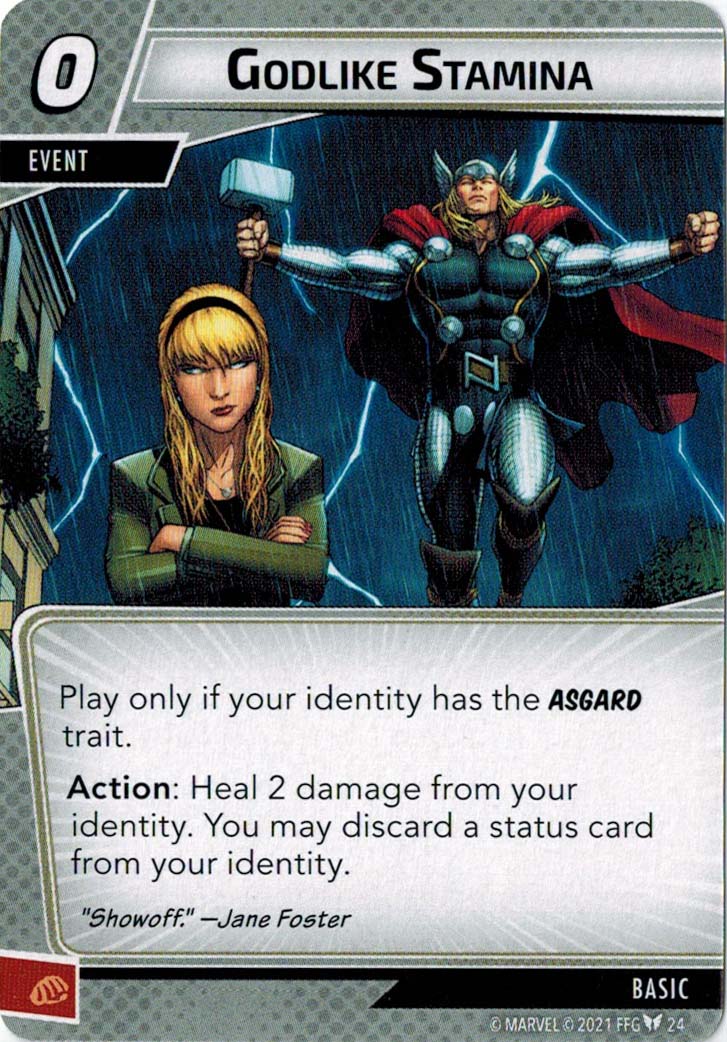 0
GODLIKE STAMINA
EVENT
Play only if your identity has the ASGARD
trait.
Action: Heal 2 damage from your
identity. You may discard a status card
from your identity.
"Showoff." —Jane Foster
BASIC
© MARVEL © 2021 FFG 24